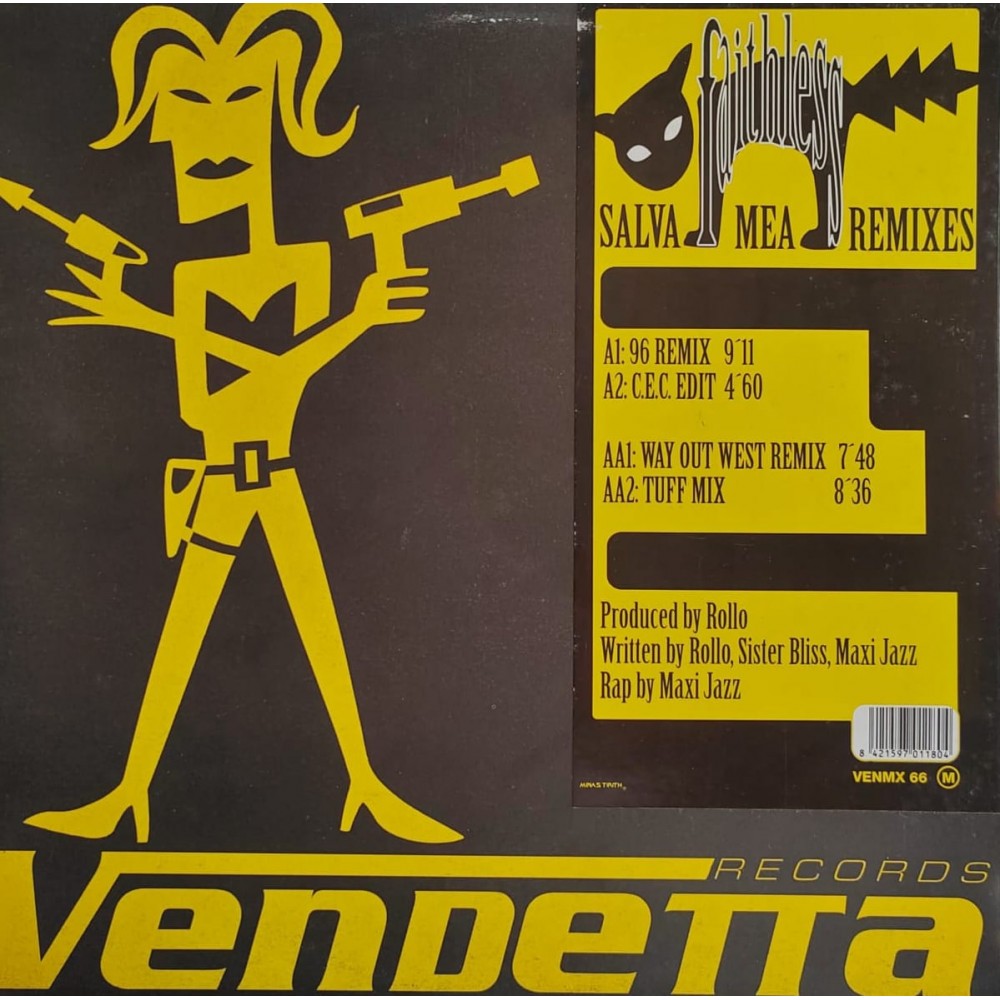 faithless
SALVA MEA REMIXES
A1: 96 REMIX 9´11
A2: C.E.C. EDIT 4´60
AA1: WAY OUT WEST REMIX 7´48
AA2: TUFF MIX 8´36
Produced by Rollo
Written by Rollo, Sister Bliss, Maxi Jazz
Rap by Maxi Jazz
8 421597 011804
VENMX 66 M
RECORDS
Vendetta